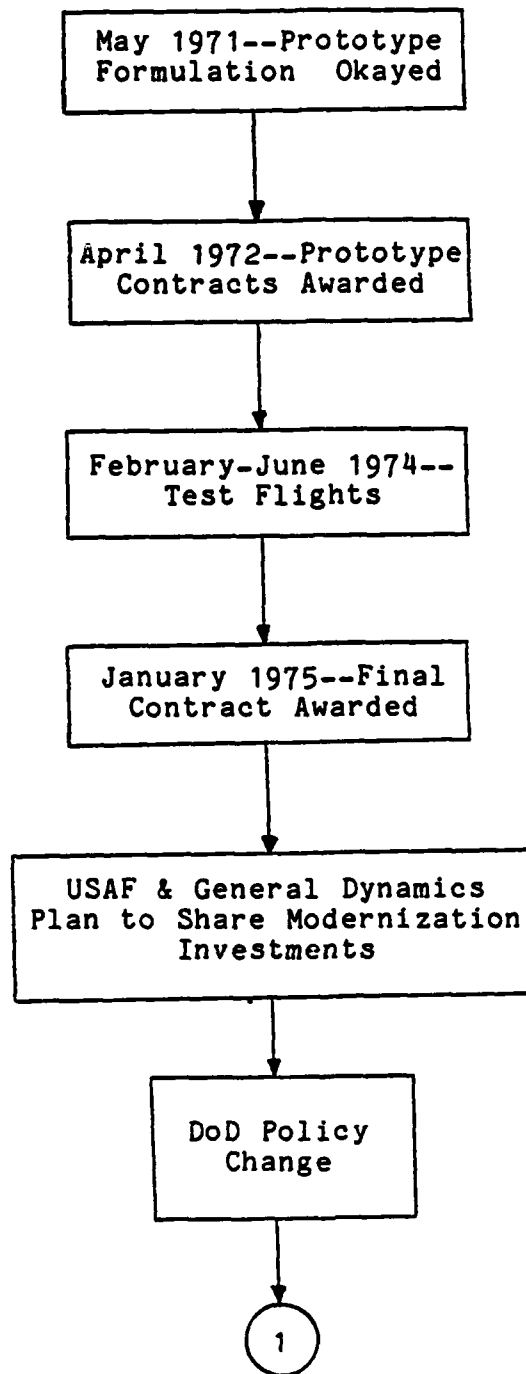 May 1971--Prototype
Formulation Okayed
April 1972--Prototype
Contracts Awarded
February-June 1974--
Test Flights
January 1975--Final
Contract Awarded
USAF & General Dynamics
Plan to Share Modernization
Investments
DoD Policy
Change
1